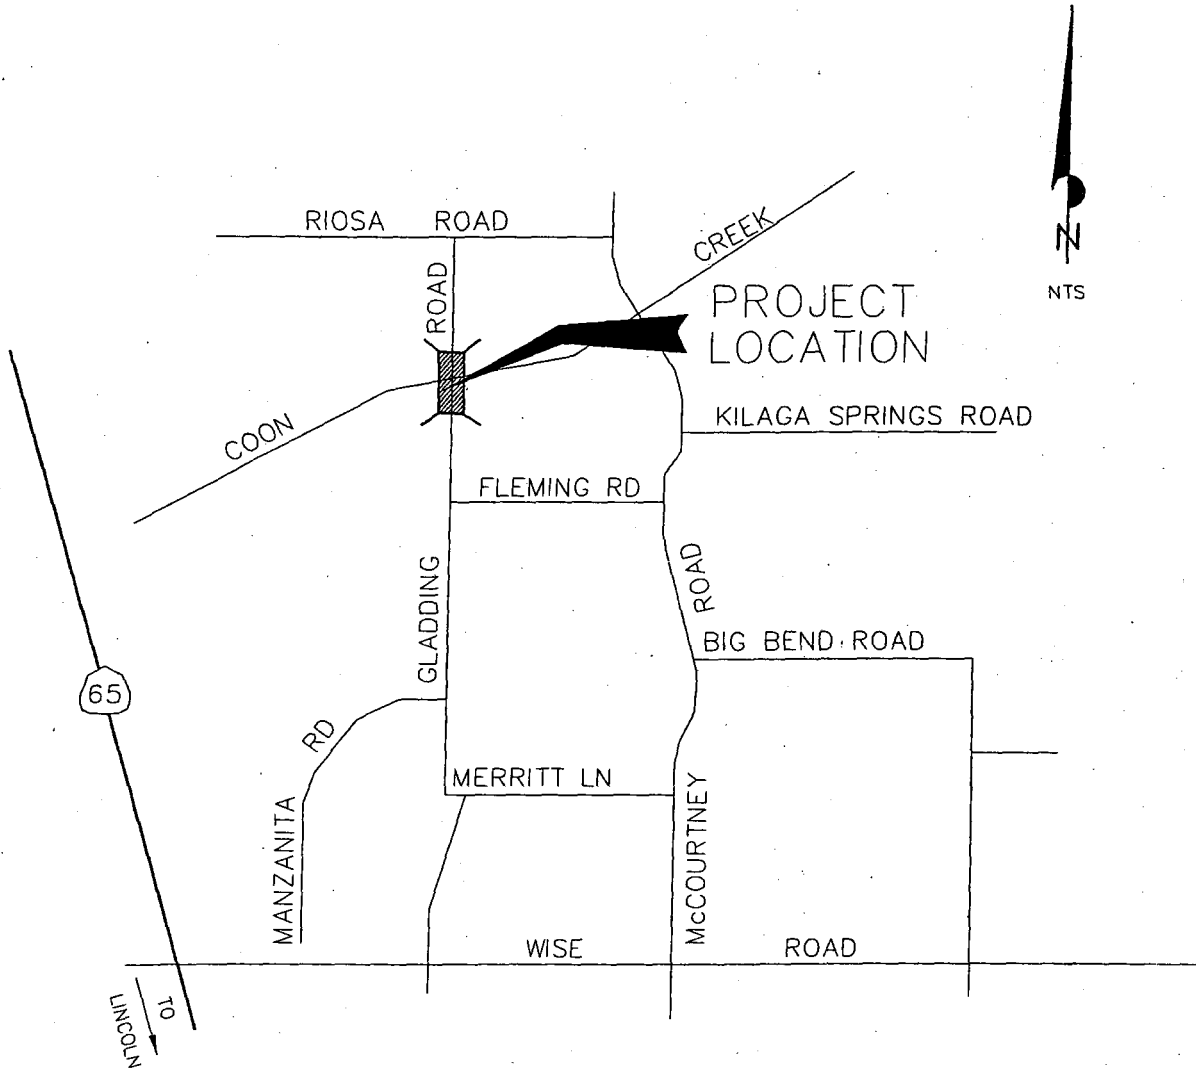 RIOSA ROAD
CREEK
N
NTS
ROAD
PROJECT
LOCATION
COON
KILAGA SPRINGS ROAD
FLEMING RD
ROAD
GLADDING
BIG BEND ROAD
65
RD
MERRITT LN
MANZANITA
McCOURTNEY
WISE ROAD
TO
LINCOLN